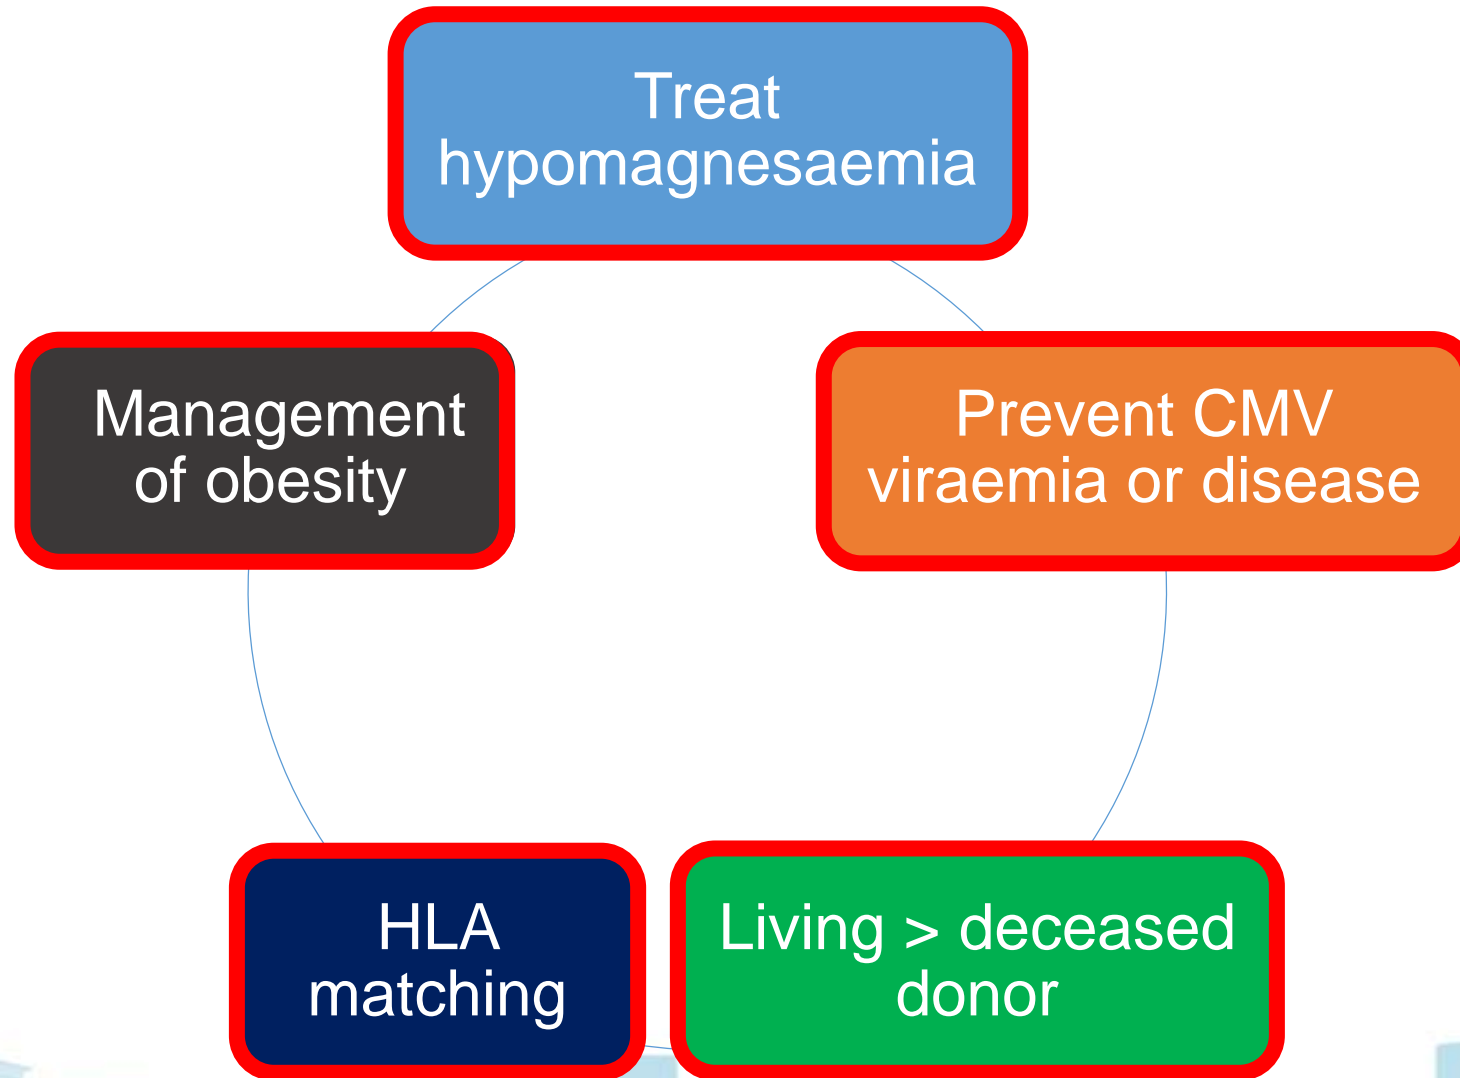 Treat
hypomagnesaemia
Management
of obesity
Prevent CMV
viraemia or disease
HLA
matching
Living > deceased
donor